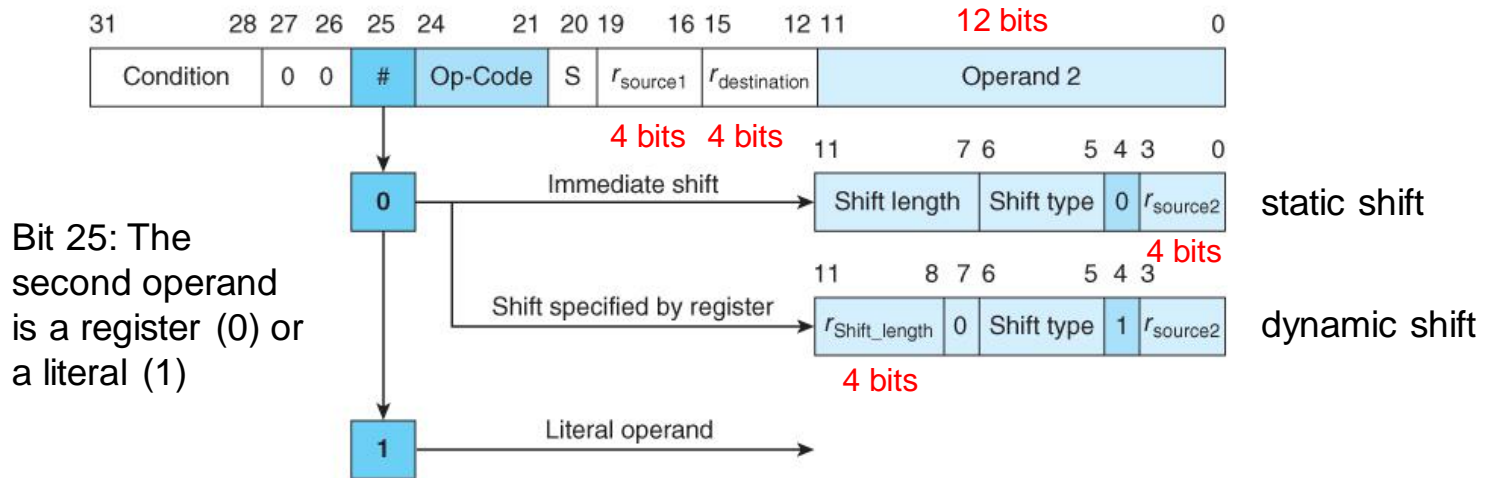 31 28 27 26 25 24 21 20 19 16 15 12 11 12 bits 0
Condition 0 0 # Op-Code S rsource1 rdestination Operand 2
4 bits 4 bits
11 7 6 5 4 3 0
0 Immediate shift Shift length Shift type 0 rsource2 static shift
4 bits
Bit 25: The
second operand
is a register (0) or
a literal (1)
11 8 7 6 5 4 3
Shift specified by register rShift_length 0 Shift type 1 rsource2 dynamic shift
4 bits
1 Literal operand